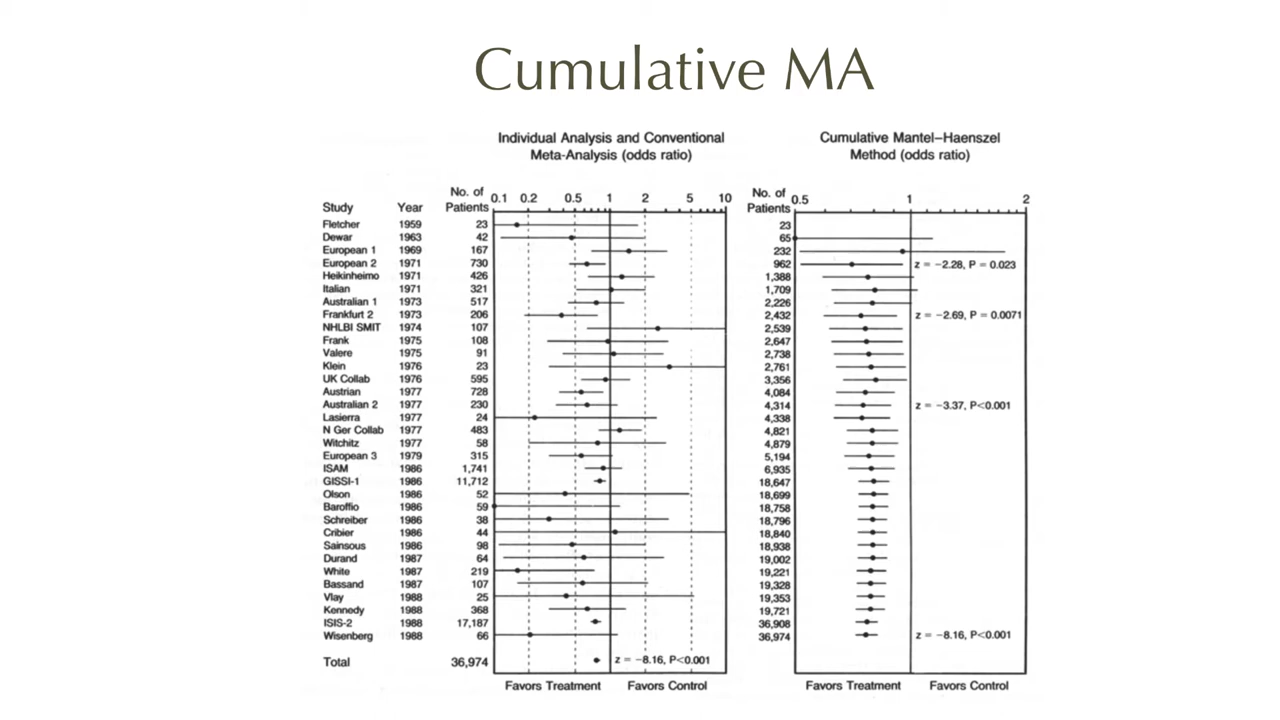 Cumulative MA
Individual Analysis and Conventional
Meta-Analysis (odds ratio)
Cumulative Mantel–Haenszel
Method (odds ratio)
No. of
Patients
0.1 0.2 0.5 1 2 5 10
No. of
Patients
0.5 1 2
Study Year
Fletcher 1959 23 23
Dewar 1963 42 65
European 1 1969 167 232
European 2 1971 730 962 z = −2.28, P = 0.023
Heikinheimo 1971 426 1,388
Italian 1971 321 1,709
Australian 1 1973 517 2,226
Frankfurt 2 1973 206 2,432 z = −2.69, P = 0.0071
NHLBI SMIT 1974 107 2,539
Frank 1975 108 2,647
Valere 1975 91 2,738
Klein 1976 23 2,761
UK Collab 1976 595 3,356
Austrian 1977 728 4,084
Australian 2 1977 230 4,314 z = −3.37, P<0.001
Lasierra 1977 24 4,338
N Ger Collab 1977 483 4,821
Witchitz 1977 58 4,879
European 3 1979 315 5,194
ISAM 1986 1,741 6,935
GISSI-1 1986 11,712 18,647
Olson 1986 52 18,699
Baroffio 1986 59 18,758
Schreiber 1986 38 18,796
Cribier 1986 44 18,840
Sainsous 1986 98 18,938
Durand 1987 64 19,002
White 1987 219 19,221
Bassand 1987 107 19,328
Vlay 1988 25 19,353
Kennedy 1988 368 19,721
ISIS-2 1988 17,187 36,908
Wisenberg 1988 66 36,974 z = −8.16, P<0.001
Total 36,974 z = −8.16, P<0.001
Favors Treatment Favors Control Favors Treatment Favors Control